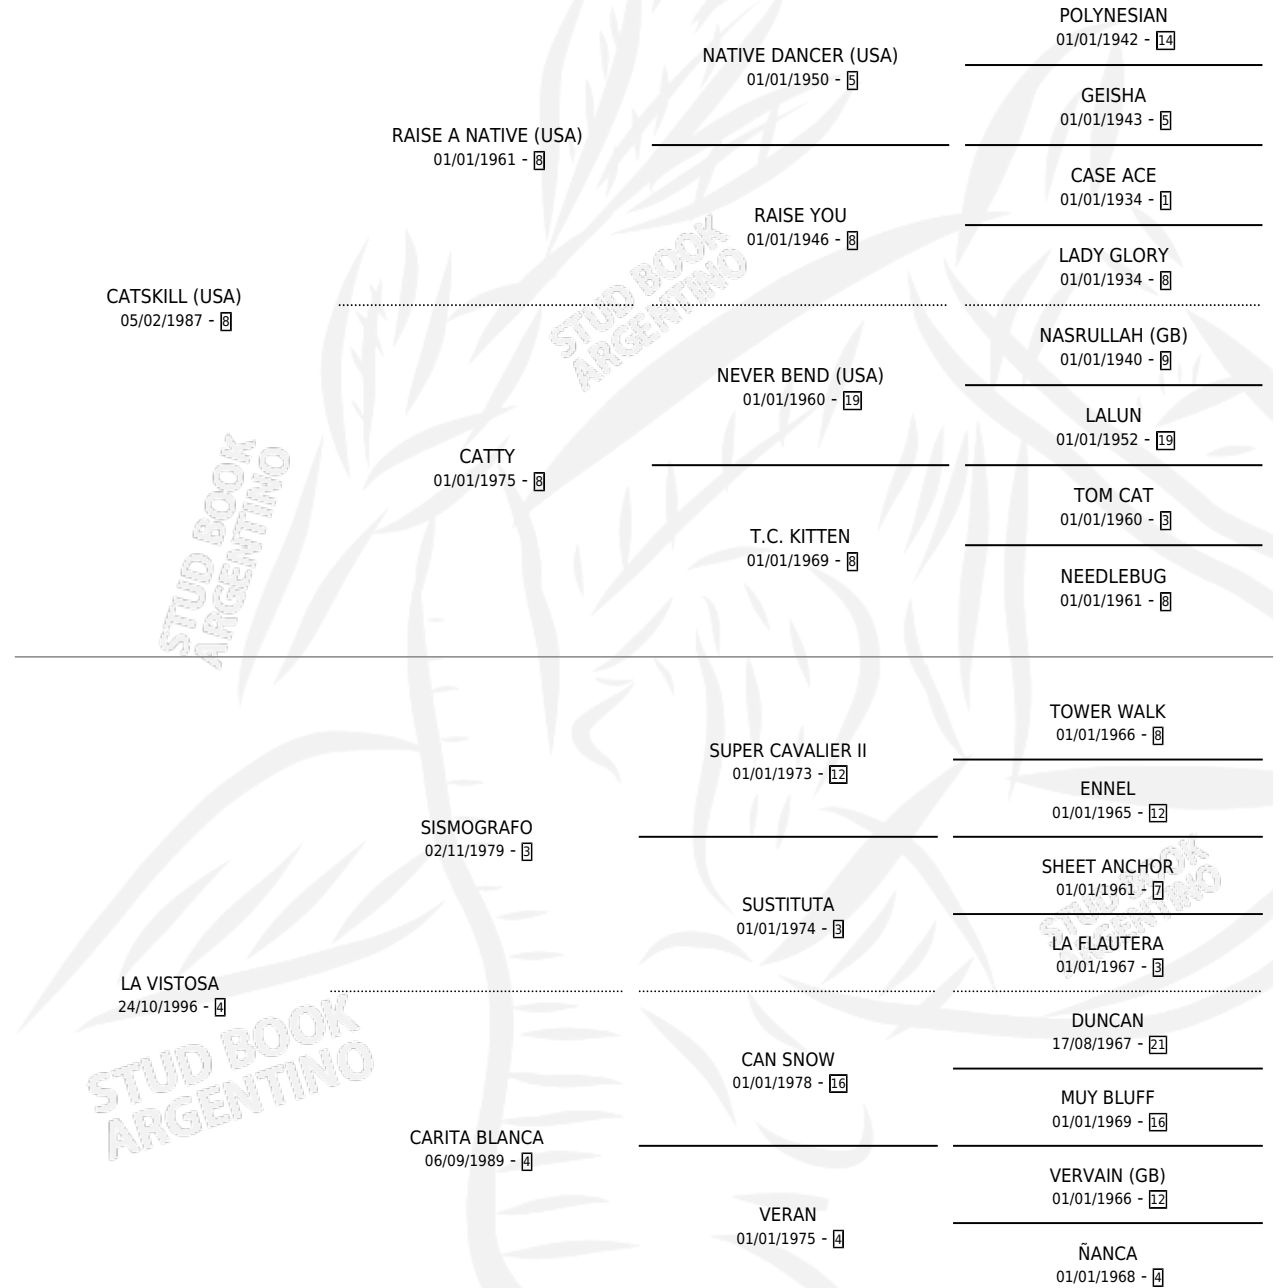 POLYNESIAN
01/01/1942 - 14
NATIVE DANCER (USA)
01/01/1950 - 5
GEISHA
01/01/1943 - 5
RAISE A NATIVE (USA)
01/01/1961 - 8
CASE ACE
01/01/1934 - 1
RAISE YOU
01/01/1946 - 8
LADY GLORY
01/01/1934 - 8
CATSKILL (USA)
05/02/1987 - 8
STUD BOOK
ARGENTINO
NASRULLAH (GB)
01/01/1940 - 9
NEVER BEND (USA)
01/01/1960 - 19
LALUN
01/01/1952 - 19
CATTY
01/01/1975 - 8
TOM CAT
01/01/1960 - 3
T.C. KITTEN
01/01/1969 - 8
NEEDLEBUG
01/01/1961 - 8
STUD BOOK
ARGENTINO
TOWER WALK
01/01/1966 - 8
SUPER CAVALIER II
01/01/1973 - 12
ENNEL
01/01/1965 - 12
SISMOGRAFO
02/11/1979 - 3
SHEET ANCHOR
01/01/1961 - 7
SUSTITUTA
01/01/1974 - 3
STUD BOOK
ARGENTINO
LA FLAUTERA
01/01/1967 - 3
LA VISTOSA
24/10/1996 - 4
DUNCAN
17/08/1967 - 21
CAN SNOW
01/01/1978 - 16
MUY BLUFF
01/01/1969 - 16
STUD BOOK
ARGENTINO
CARITA BLANCA
06/09/1989 - 4
VERVAIN (GB)
01/01/1966 - 12
VERAN
01/01/1975 - 4
ÑANCA
01/01/1968 - 4